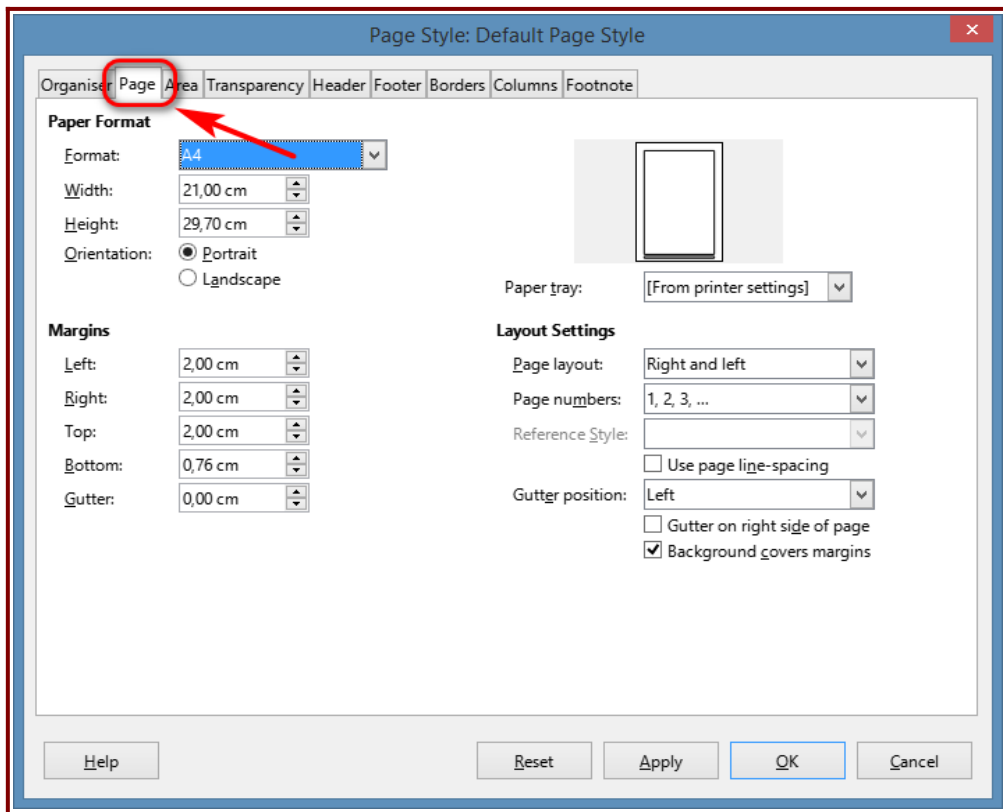 Page Style: Default Page Style
Organiser Page Area Transparency Header Footer Borders Columns Footnote
Paper Format
Format: A4
Width: 21,00 cm
Height: 29,70 cm
Orientation: Portrait
Landscape
Paper tray: [From printer settings]
Margins
Left: 2,00 cm
Right: 2,00 cm
Top: 2,00 cm
Bottom: 0,76 cm
Gutter: 0,00 cm
Layout Settings
Page layout: Right and left
Page numbers: 1, 2, 3, ...
Reference Style:
Use page line-spacing
Gutter position: Left
Gutter on right side of page
Background covers margins
Help Reset Apply OK Cancel